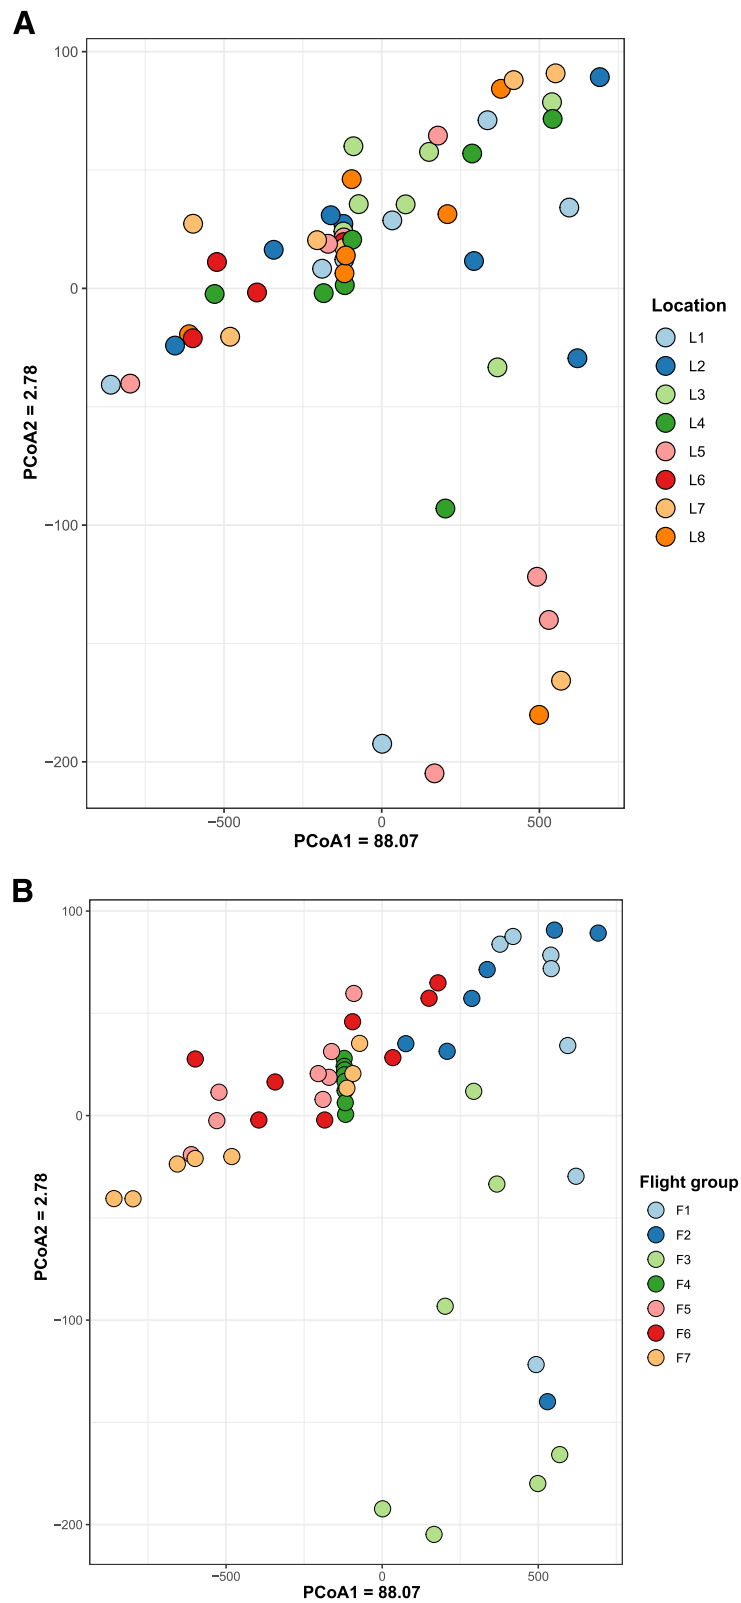 A
100
0
−100
−200
PCoA2 = 2.78
−500
0
500
PCoA1 = 88.07
Location
L1
L2
L3
L4
L5
L6
L7
L8
B
100
0
−100
−200
PCoA2 = 2.78
−500
0
500
PCoA1 = 88.07
Flight group
F1
F2
F3
F4
F5
F6
F7